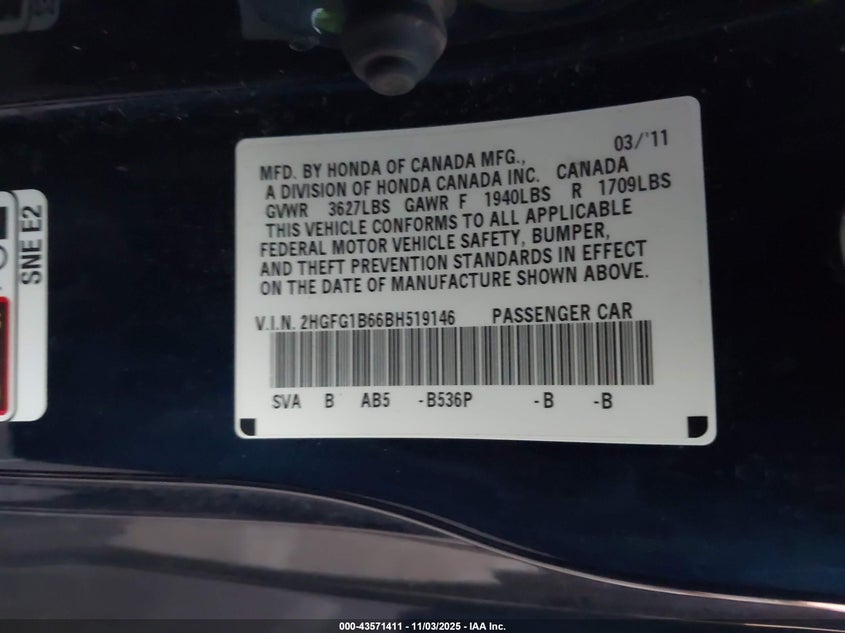 03/'11
MFD. BY HONDA OF CANADA MFG.,
A DIVISION OF HONDA CANADA INC. CANADA
GVWR 3627LBS GAWR F 1940LBS R 1709LBS
THIS VEHICLE CONFORMS TO ALL APPLICABLE
FEDERAL MOTOR VEHICLE SAFETY, BUMPER,
AND THEFT PREVENTION STANDARDS IN EFFECT
ON THE DATE OF MANUFACTURE SHOWN ABOVE.
V.I.N. 2HGFG1B66BH519146 PASSENGER CAR
SVA B AB5 -B536P -B -B
SNE E2
000-43571411 - 11/03/2025 - IAA Inc.